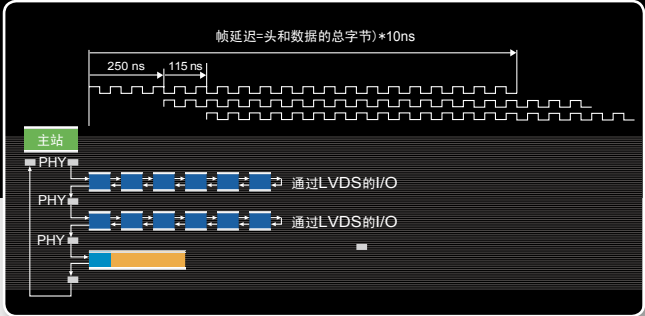 帧延迟=头和数据的总字节)*10ns
250 ns
115 ns
主站
PHY
通过LVDS的I/O
PHY
通过LVDS的I/O
PHY